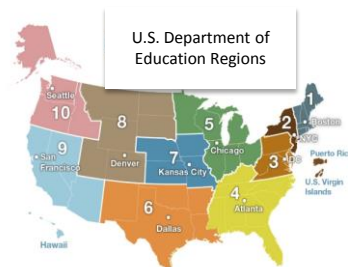 U.S. Department of
Education Regions
Seattle
10
9
San
Francisco
8
Denver
7
Kansas City
6
Dallas
5
Chicago
4
Atlanta
3
DC
2
NYC
1
Boston
Puerto Ric
U.S. Virgin
Islands
Hawaii